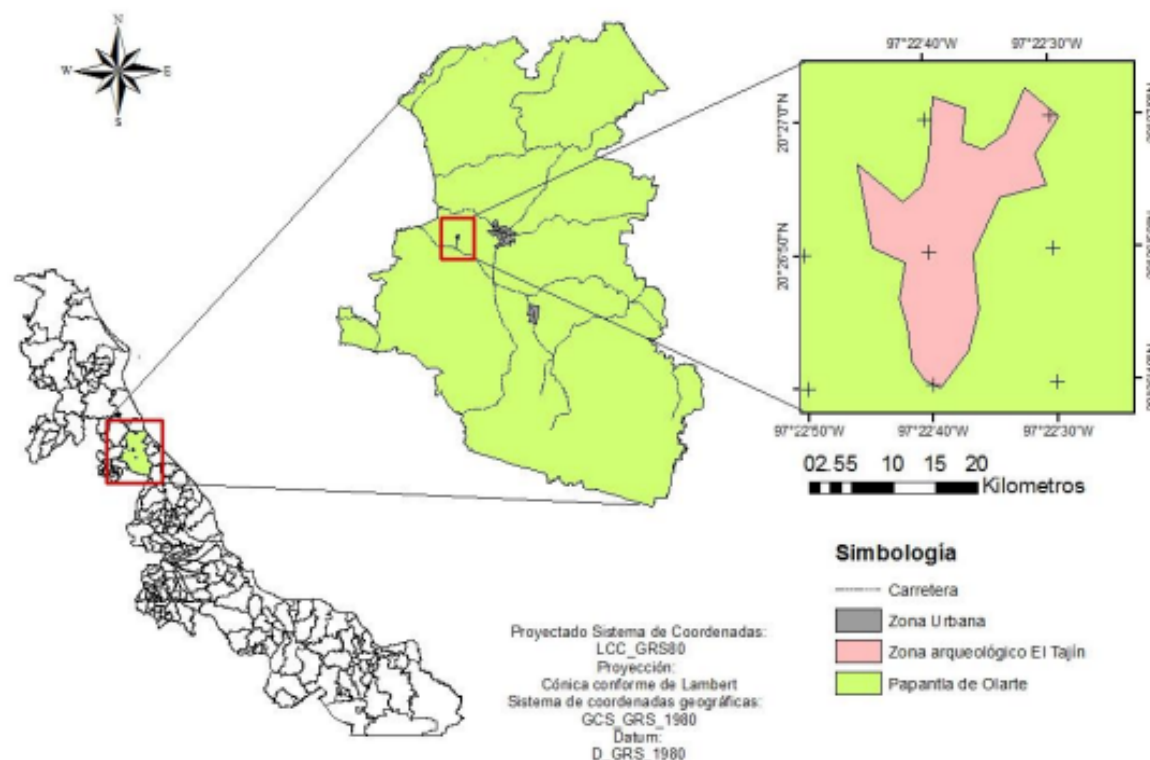 N
W E
S
97°22'40"W 97°22'30"W
20°27'0"N
20°26'50"N
97°22'50"W 97°22'40"W 97°22'30"W
02.55 10 15 20
Kilometros
Simbología
Carretera
Zona Urbana
Zona arqueológico El Tajín
Papantla de Olarte
Proyectado Sistema de Coordenadas:
LCC_GRS80
Proyección:
Cónica conforme de Lambert
Sistema de coordenadas geográficas:
GCS_GRS_1980
Datum:
D_GRS_1980